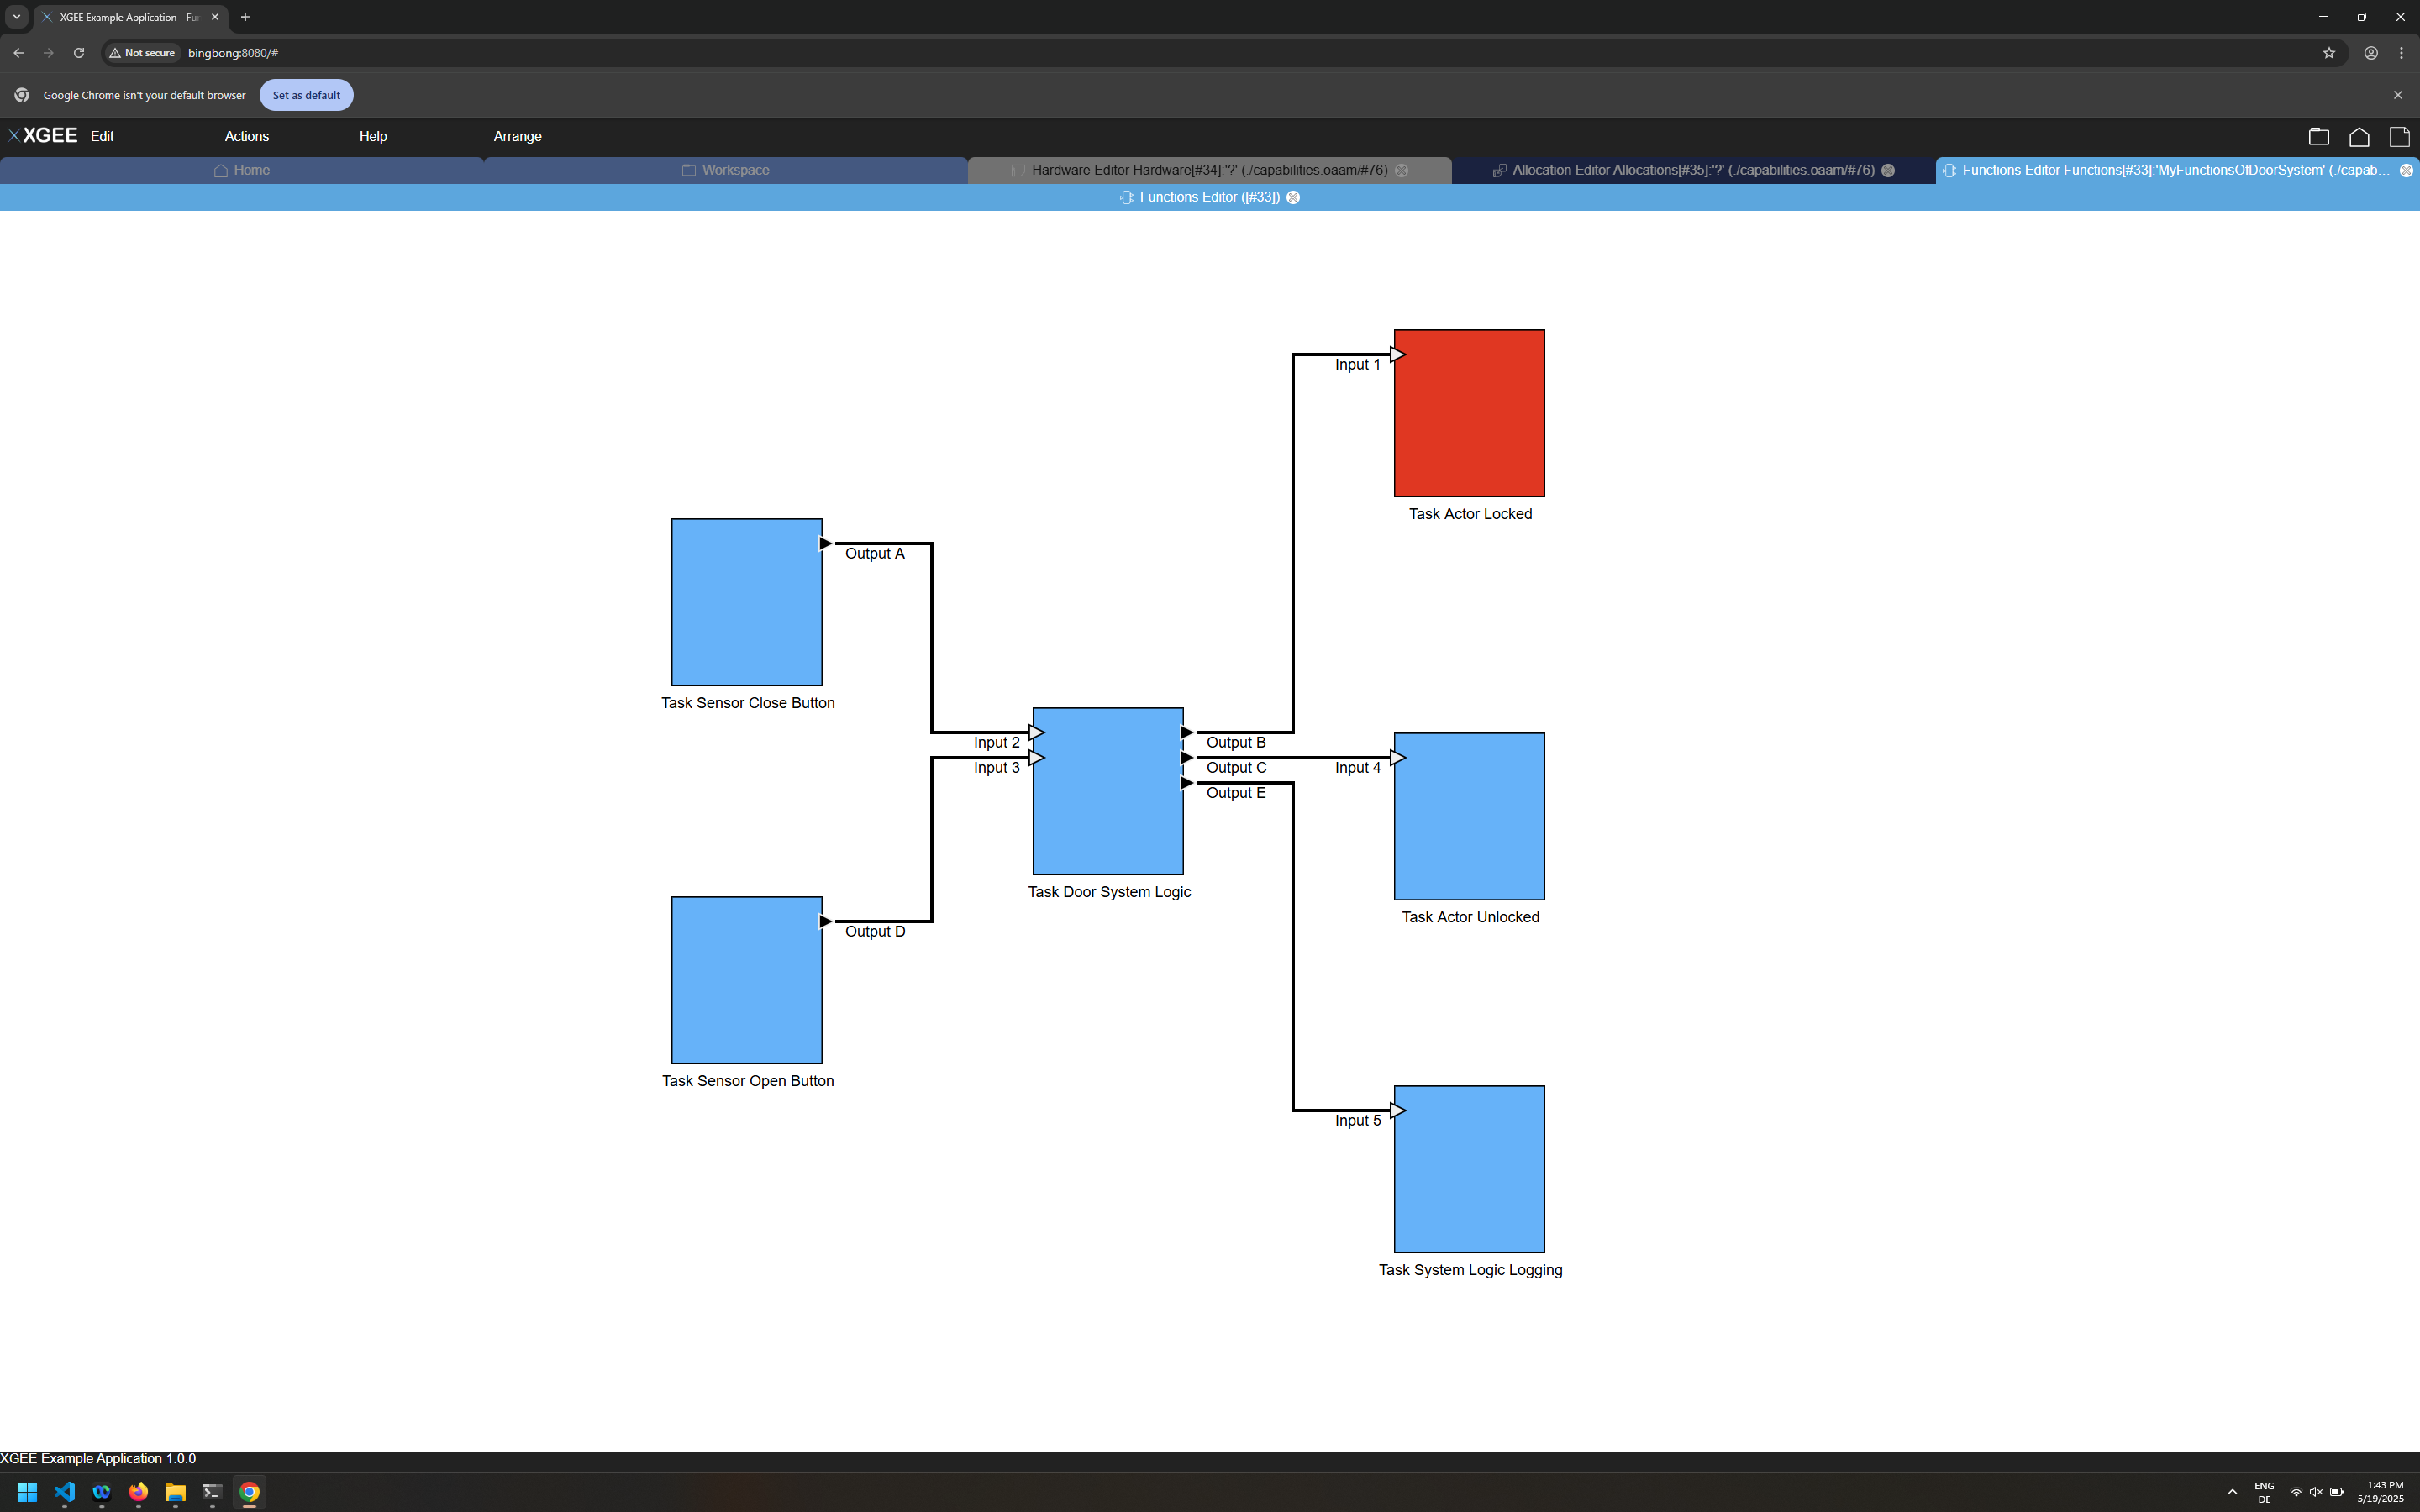 XGEE Example Application - Fu
Not secure
bingbong:8080/#
Google Chrome isn't your default browser
Set as default
XGEE
Edit
Actions
Help
Arrange
Home
Workspace
Hardware Editor Hardware[#34]:'?' (./capabilities.oaam/#76)
Allocation Editor Allocations[#35]:'?' (./capabilities.oaam/#76)
Functions Editor Functions[#33]:'MyFunctionsOfDoorSystem' (./capab...
Functions Editor ([#33])
Input 1
Task Actor Locked
Output A
Task Sensor Close Button
Input 2
Output B
Input 3
Output C
Input 4
Output E
Task Door System Logic
Task Actor Unlocked
Output D
Task Sensor Open Button
Input 5
Task System Logic Logging
XGEE Example Application 1.0.0
ENG
DE
1:43 PM
5/19/2025